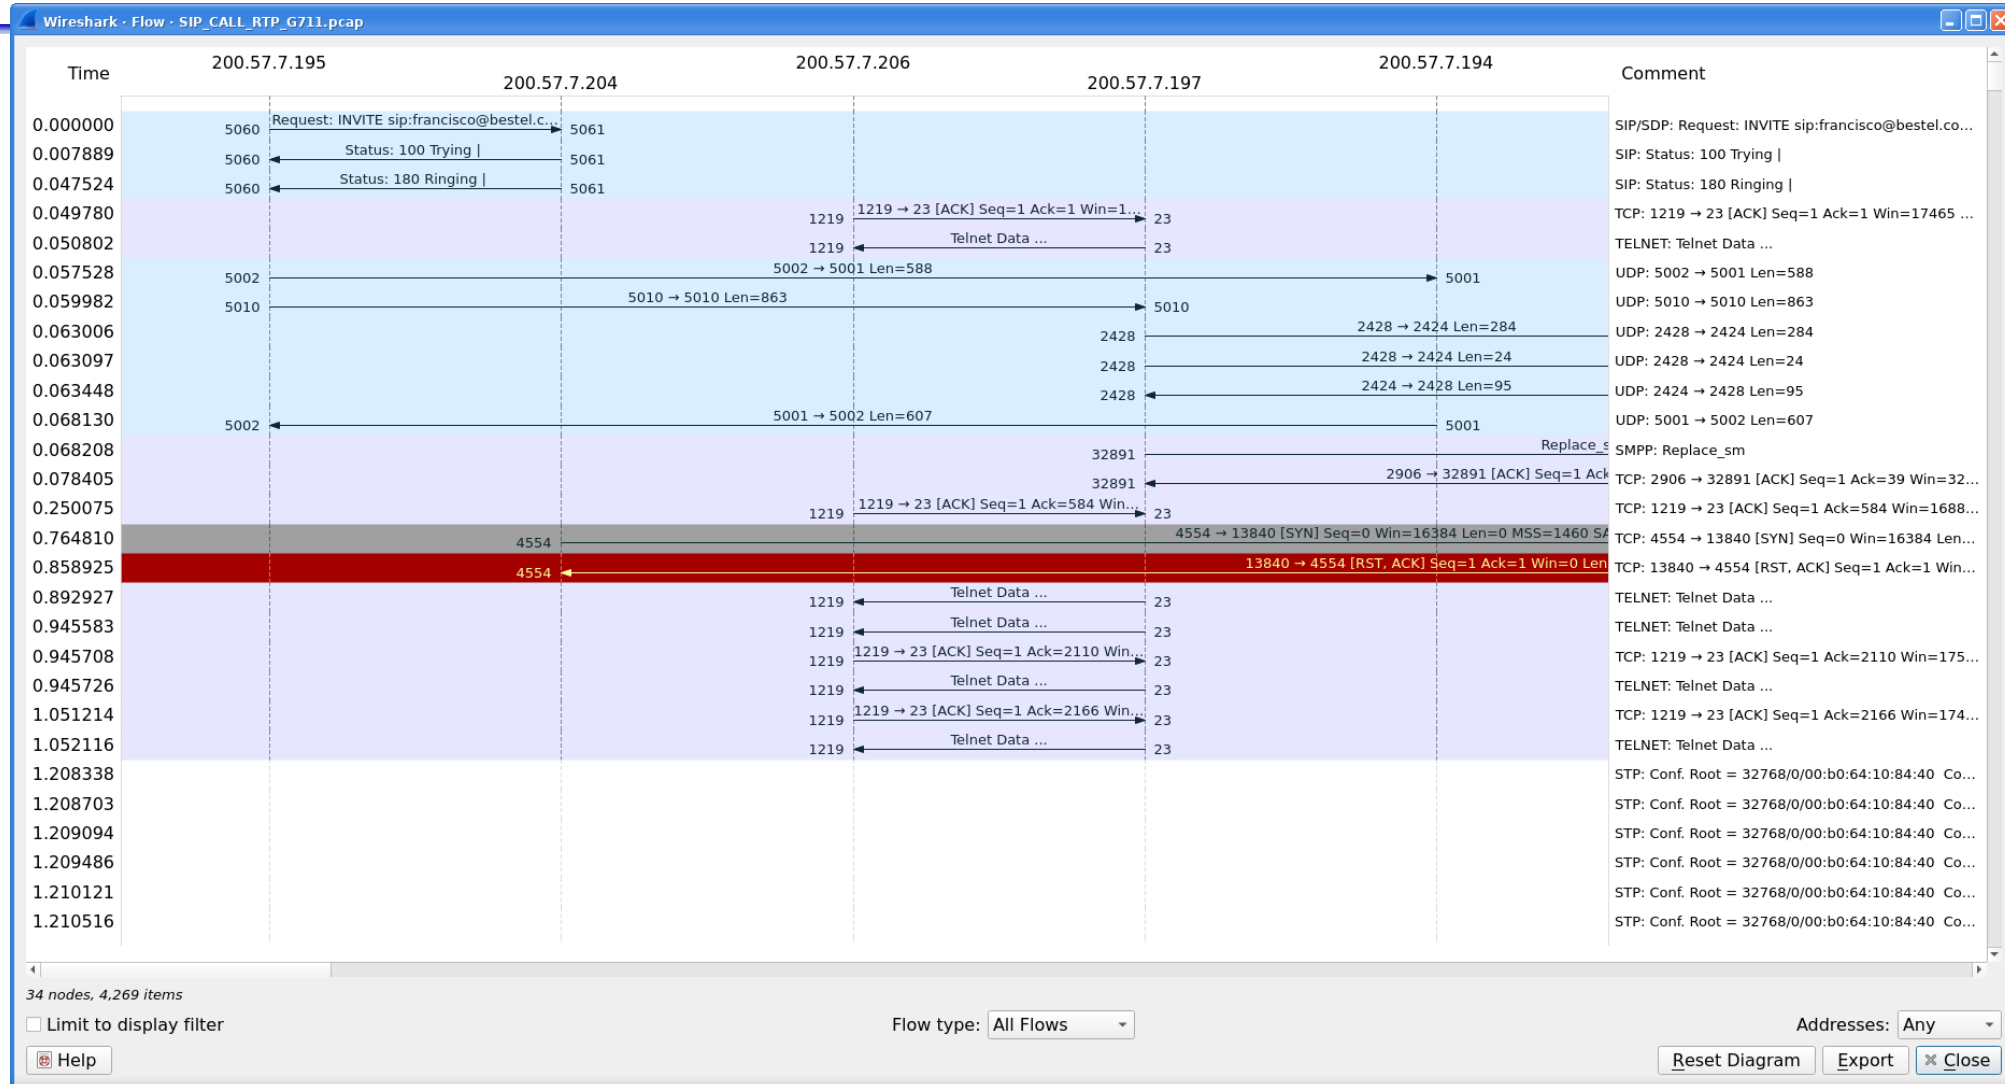 Wireshark · Flow · SIP_CALL_RTP_G711.pcap
Time 200.57.7.195 200.57.7.204 200.57.7.206 200.57.7.197 200.57.7.194 Comment
0.000000 5060 Request: INVITE sip:francisco@bestel.c... 5061 SIP/SDP: Request: INVITE sip:francisco@bestel.co...
0.007889 5060 Status: 100 Trying | 5061 SIP: Status: 100 Trying |
0.047524 5060 Status: 180 Ringing | 5061 SIP: Status: 180 Ringing |
0.049780 1219 1219 → 23 [ACK] Seq=1 Ack=1 Win=1... 23 TCP: 1219 → 23 [ACK] Seq=1 Ack=1 Win=17465 ...
0.050802 1219 Telnet Data ... 23 TELNET: Telnet Data ...
0.057528 5002 5002 → 5001 Len=588 5001 UDP: 5002 → 5001 Len=588
0.059982 5010 5010 → 5010 Len=863 5010 UDP: 5010 → 5010 Len=863
0.063006 2428 2428 → 2424 Len=284 UDP: 2428 → 2424 Len=284
0.063097 2428 2428 → 2424 Len=24 UDP: 2428 → 2424 Len=24
0.063448 2428 2424 → 2428 Len=95 UDP: 2424 → 2428 Len=95
0.068130 5002 5001 → 5002 Len=607 5001 UDP: 5001 → 5002 Len=607
0.068208 32891 Replace_s SMPP: Replace_sm
0.078405 32891 2906 → 32891 [ACK] Seq=1 Ack TCP: 2906 → 32891 [ACK] Seq=1 Ack=39 Win=32...
0.250075 1219 1219 → 23 [ACK] Seq=1 Ack=584 Win... 23 TCP: 1219 → 23 [ACK] Seq=1 Ack=584 Win=1688...
0.764810 4554 4554 → 13840 [SYN] Seq=0 Win=16384 Len=0 MSS=1460 SA TCP: 4554 → 13840 [SYN] Seq=0 Win=16384 Len...
0.858925 4554 13840 → 4554 [RST, ACK] Seq=1 Ack=1 Win=0 Len TCP: 13840 → 4554 [RST, ACK] Seq=1 Ack=1 Win...
0.892927 1219 Telnet Data ... 23 TELNET: Telnet Data ...
0.945583 1219 Telnet Data ... 23 TELNET: Telnet Data ...
0.945708 1219 1219 → 23 [ACK] Seq=1 Ack=2110 Win... 23 TCP: 1219 → 23 [ACK] Seq=1 Ack=2110 Win=175...
0.945726 1219 Telnet Data ... 23 TELNET: Telnet Data ...
1.051214 1219 1219 → 23 [ACK] Seq=1 Ack=2166 Win... 23 TCP: 1219 → 23 [ACK] Seq=1 Ack=2166 Win=174...
1.052116 1219 Telnet Data ... 23 TELNET: Telnet Data ...
1.208338 STP: Conf. Root = 32768/0/00:b0:64:10:84:40 Co...
1.208703 STP: Conf. Root = 32768/0/00:b0:64:10:84:40 Co...
1.209094 STP: Conf. Root = 32768/0/00:b0:64:10:84:40 Co...
1.209486 STP: Conf. Root = 32768/0/00:b0:64:10:84:40 Co...
1.210121 STP: Conf. Root = 32768/0/00:b0:64:10:84:40 Co...
1.210516 STP: Conf. Root = 32768/0/00:b0:64:10:84:40 Co...
34 nodes, 4,269 items
Limit to display filter Flow type: All Flows Addresses: Any
Help Reset Diagram Export Close